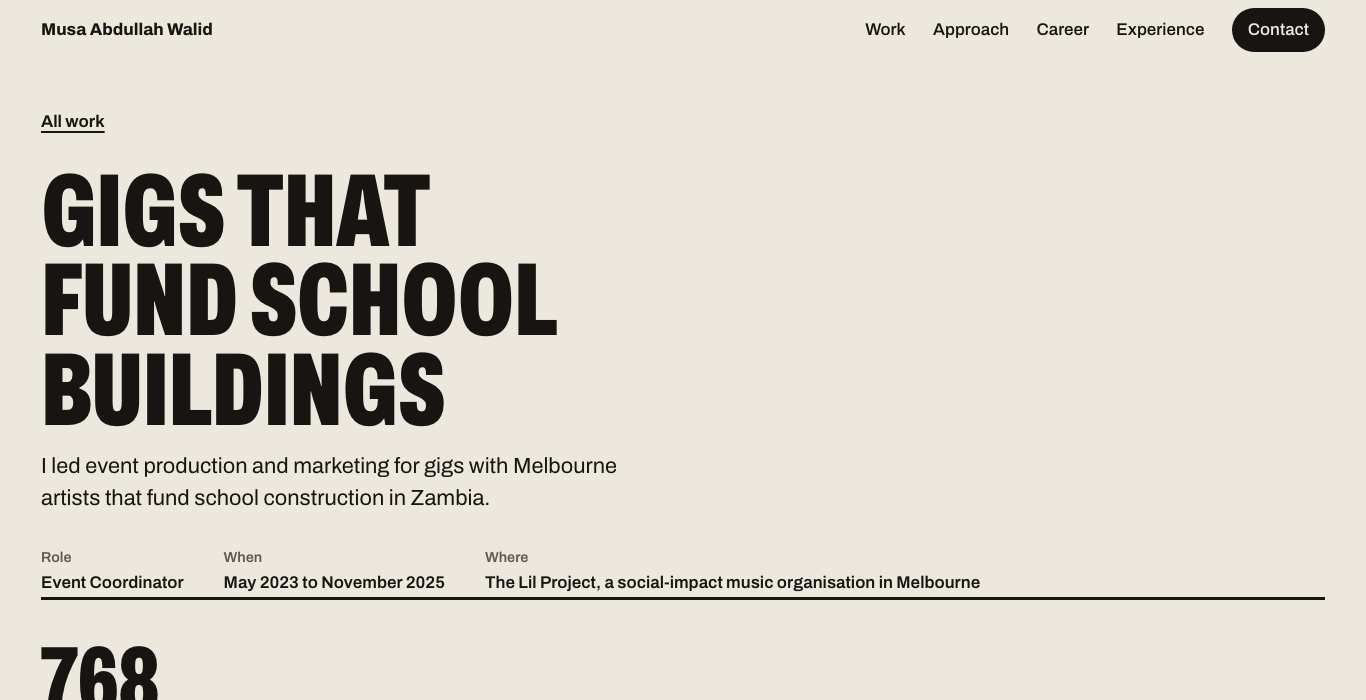 Musa Abdullah Walid
Work
Approach
Career
Experience
Contact
All work
GIGS THAT
FUND SCHOOL
BUILDINGS
I led event production and marketing for gigs with Melbourne
artists that fund school construction in Zambia.
Role
Event Coordinator
When
May 2023 to November 2025
Where
The Lil Project, a social-impact music organisation in Melbourne
768